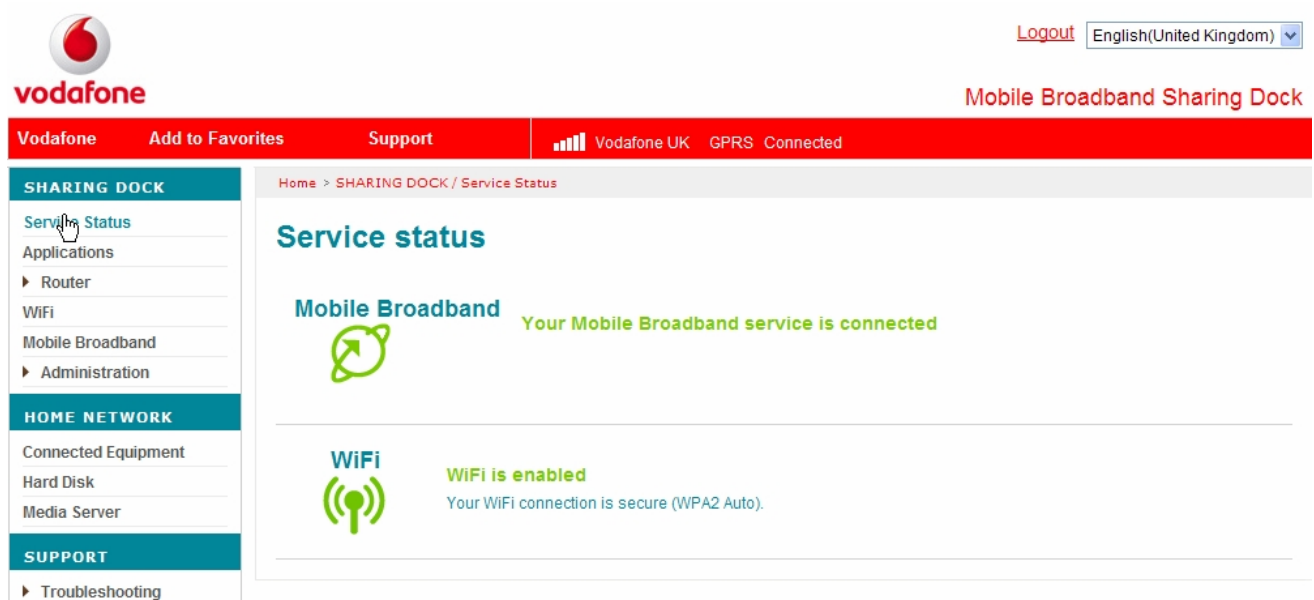 Logout English(United Kingdom)
vodafone
Mobile Broadband Sharing Dock
Vodafone Add to Favorites Support Vodafone UK GPRS Connected
SHARING DOCK
Service Status
Applications
Router
WiFi
Mobile Broadband
Administration
HOME NETWORK
Connected Equipment
Hard Disk
Media Server
SUPPORT
Troubleshooting
Home > SHARING DOCK / Service Status
Service status
Mobile Broadband
Your Mobile Broadband service is connected
WiFi
WiFi is enabled
Your WiFi connection is secure (WPA2 Auto).